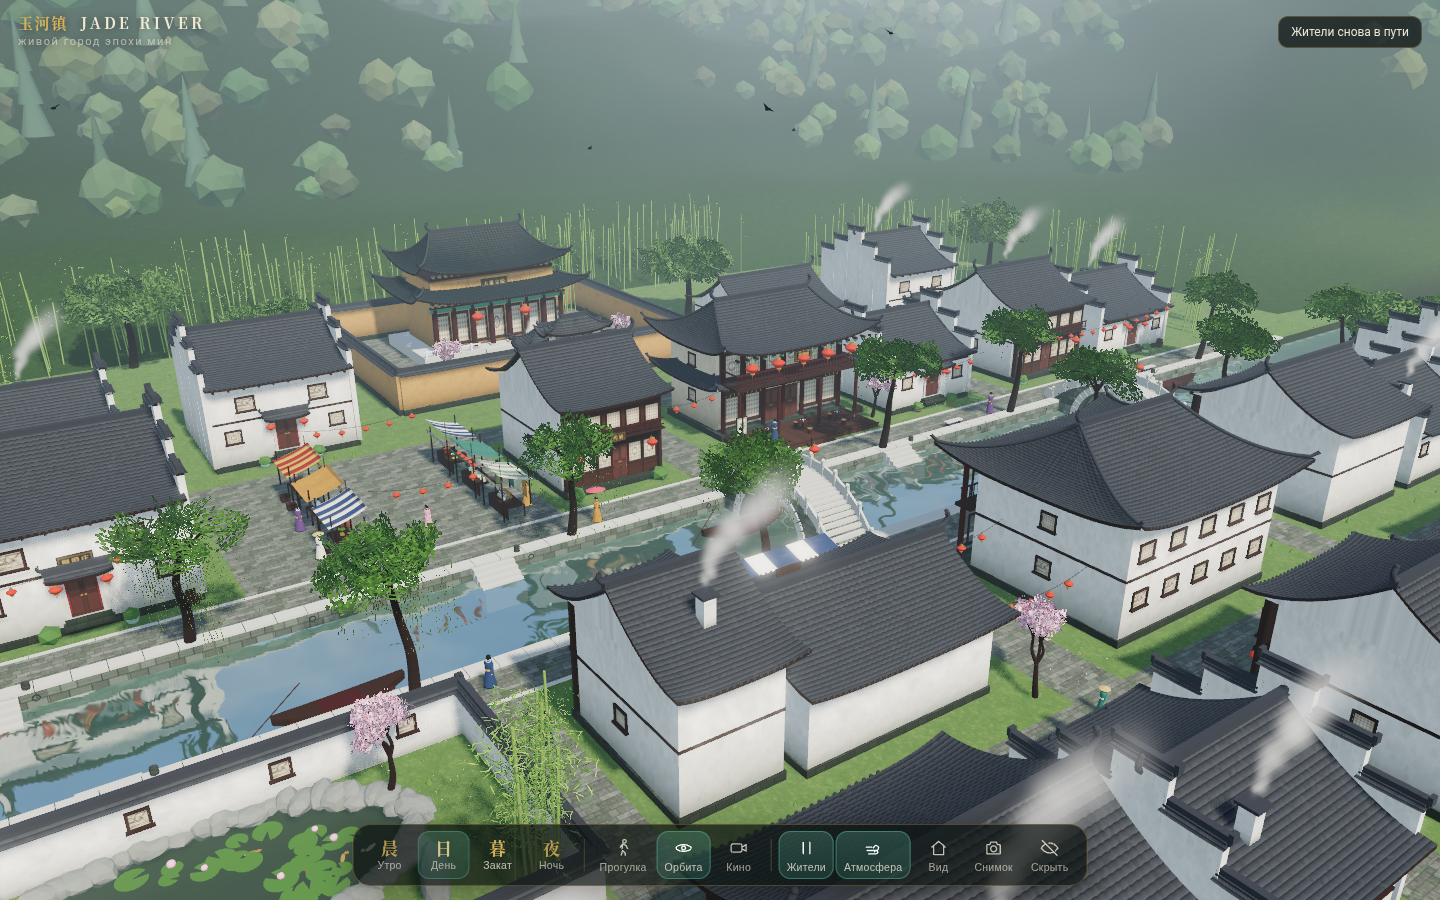 玉河镇 JADE RIVER
живой город эпохи мин
Жители снова в пути
晨 日 暮 夜
Утро День Закат Ночь Прогулка Орбита Кино Жители Атмосфера Вид Снимок Скрыть